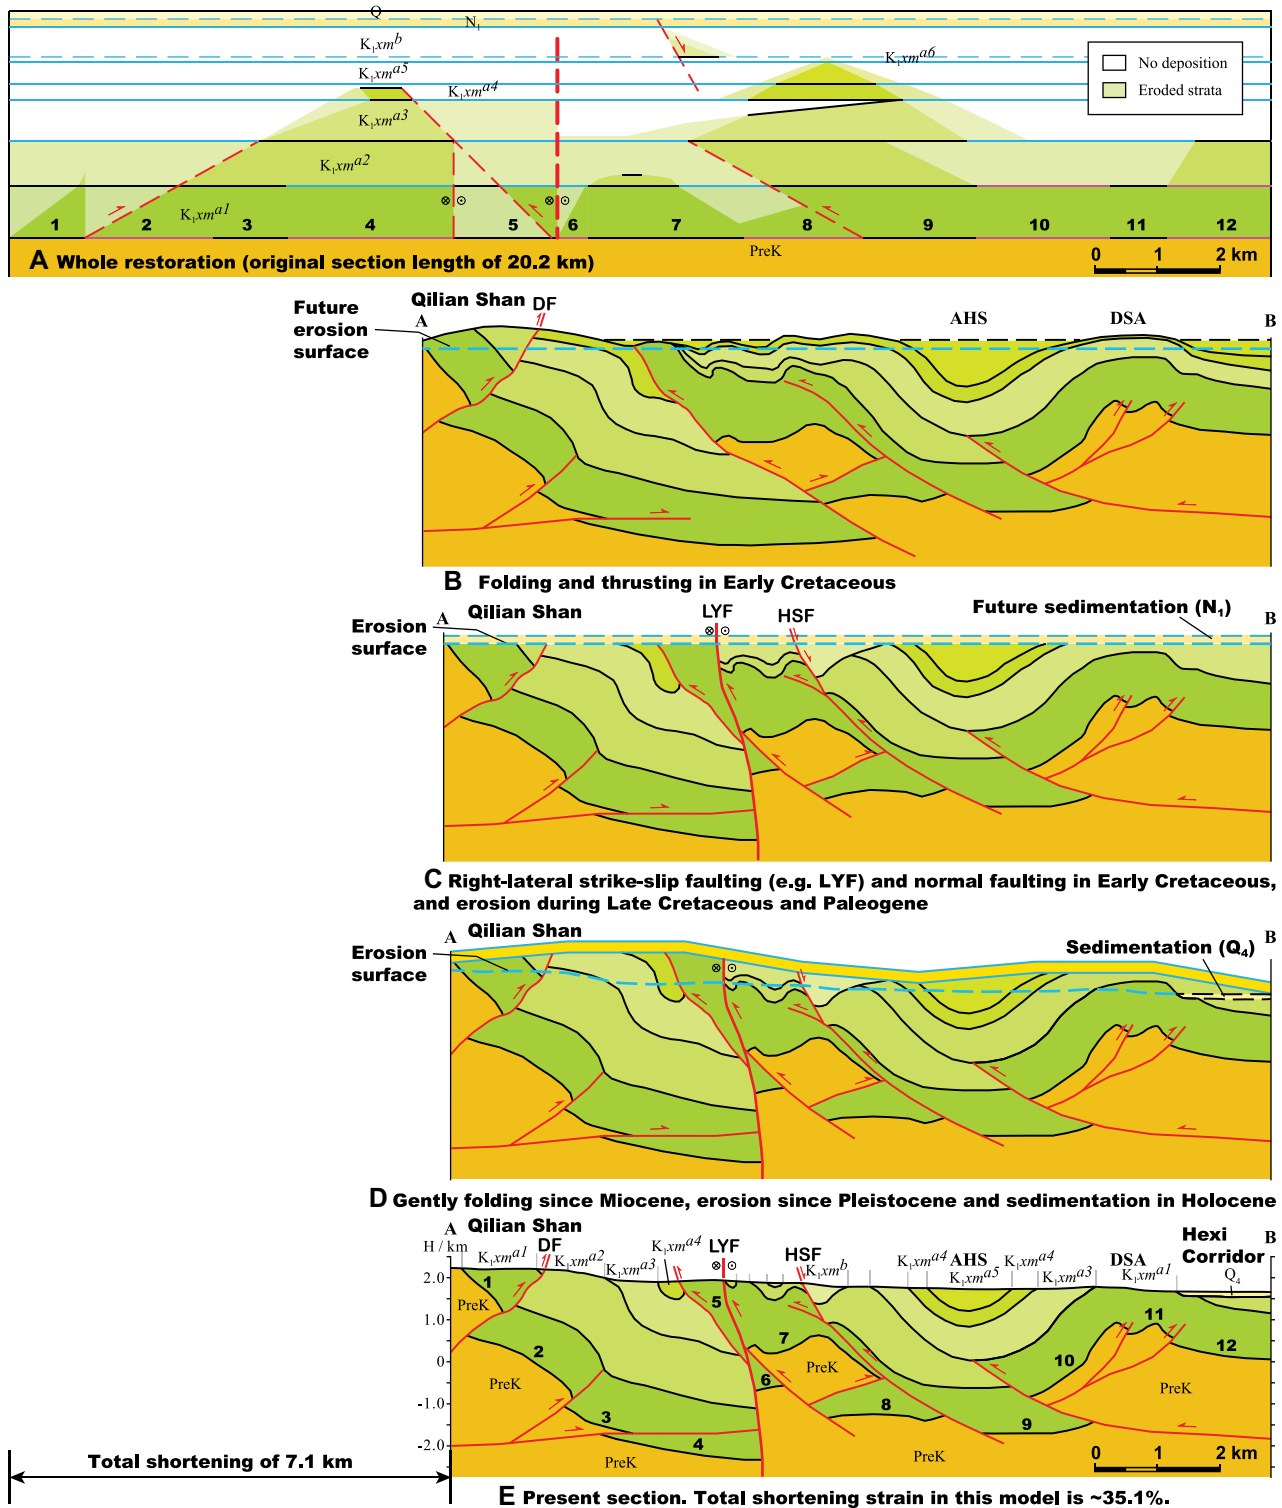 Q
N₁
K₁xmᵇ
K₁xmᵃ⁶
No deposition
K₁xmᵃ⁵
K₁xmᵃ⁴
Eroded strata
K₁xmᵃ³
K₁xmᵃ²
K₁xmᵃ¹
1 2 3 4 5 6 7 8 9 10 11 12
PreK
0 1 2 km
A Whole restoration (original section length of 20.2 km)
Future erosion surface
Qilian Shan
A
DF
AHS
DSA
B
B Folding and thrusting in Early Cretaceous
Qilian Shan
A
LYF
HSF
Future sedimentation (N₁)
B
Erosion surface
C Right-lateral strike-slip faulting (e.g. LYF) and normal faulting in Early Cretaceous,
and erosion during Late Cretaceous and Paleogene
Qilian Shan
A
B
Erosion surface
Sedimentation (Q₄)
D Gently folding since Miocene, erosion since Pleistocene and sedimentation in Holocene
A
Qilian Shan
B
Hexi Corridor
H / km
K₁xmᵃ¹
DF
K₁xmᵃ²
K₁xmᵃ³
K₁xmᵃ⁴
LYF
HSF
K₁xmᵇ
K₁xmᵃ⁴
AHS
K₁xmᵃ⁵
K₁xmᵃ⁴
K₁xmᵃ³
DSA
K₁xmᵃ¹
Q₄
2.0
1.0
0
-1.0
-2.0
1
PreK
2
PreK
3
4
5
6
7
PreK
8
9
10
11
12
PreK
PreK
PreK
0 1 2 km
Total shortening of 7.1 km
E Present section. Total shortening strain in this model is ~35.1%.